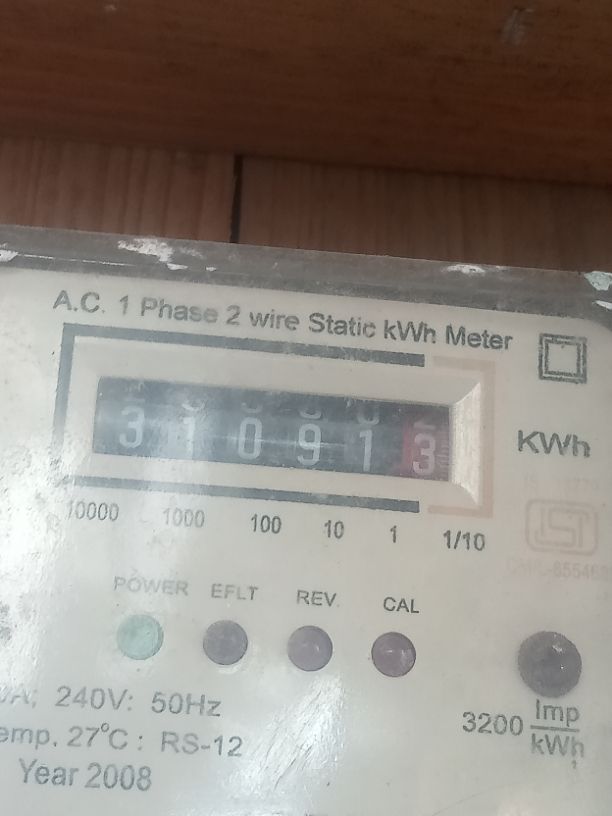 A.C. 1 Phase 2 wire Static kWh Meter
3 1 0 9 1 3
KWh
10000 1000 100 10 1 1/10
POWER EFLT REV. CAL
240V: 50Hz
3200 Imp
kWh
27°C : RS-12
Year 2008